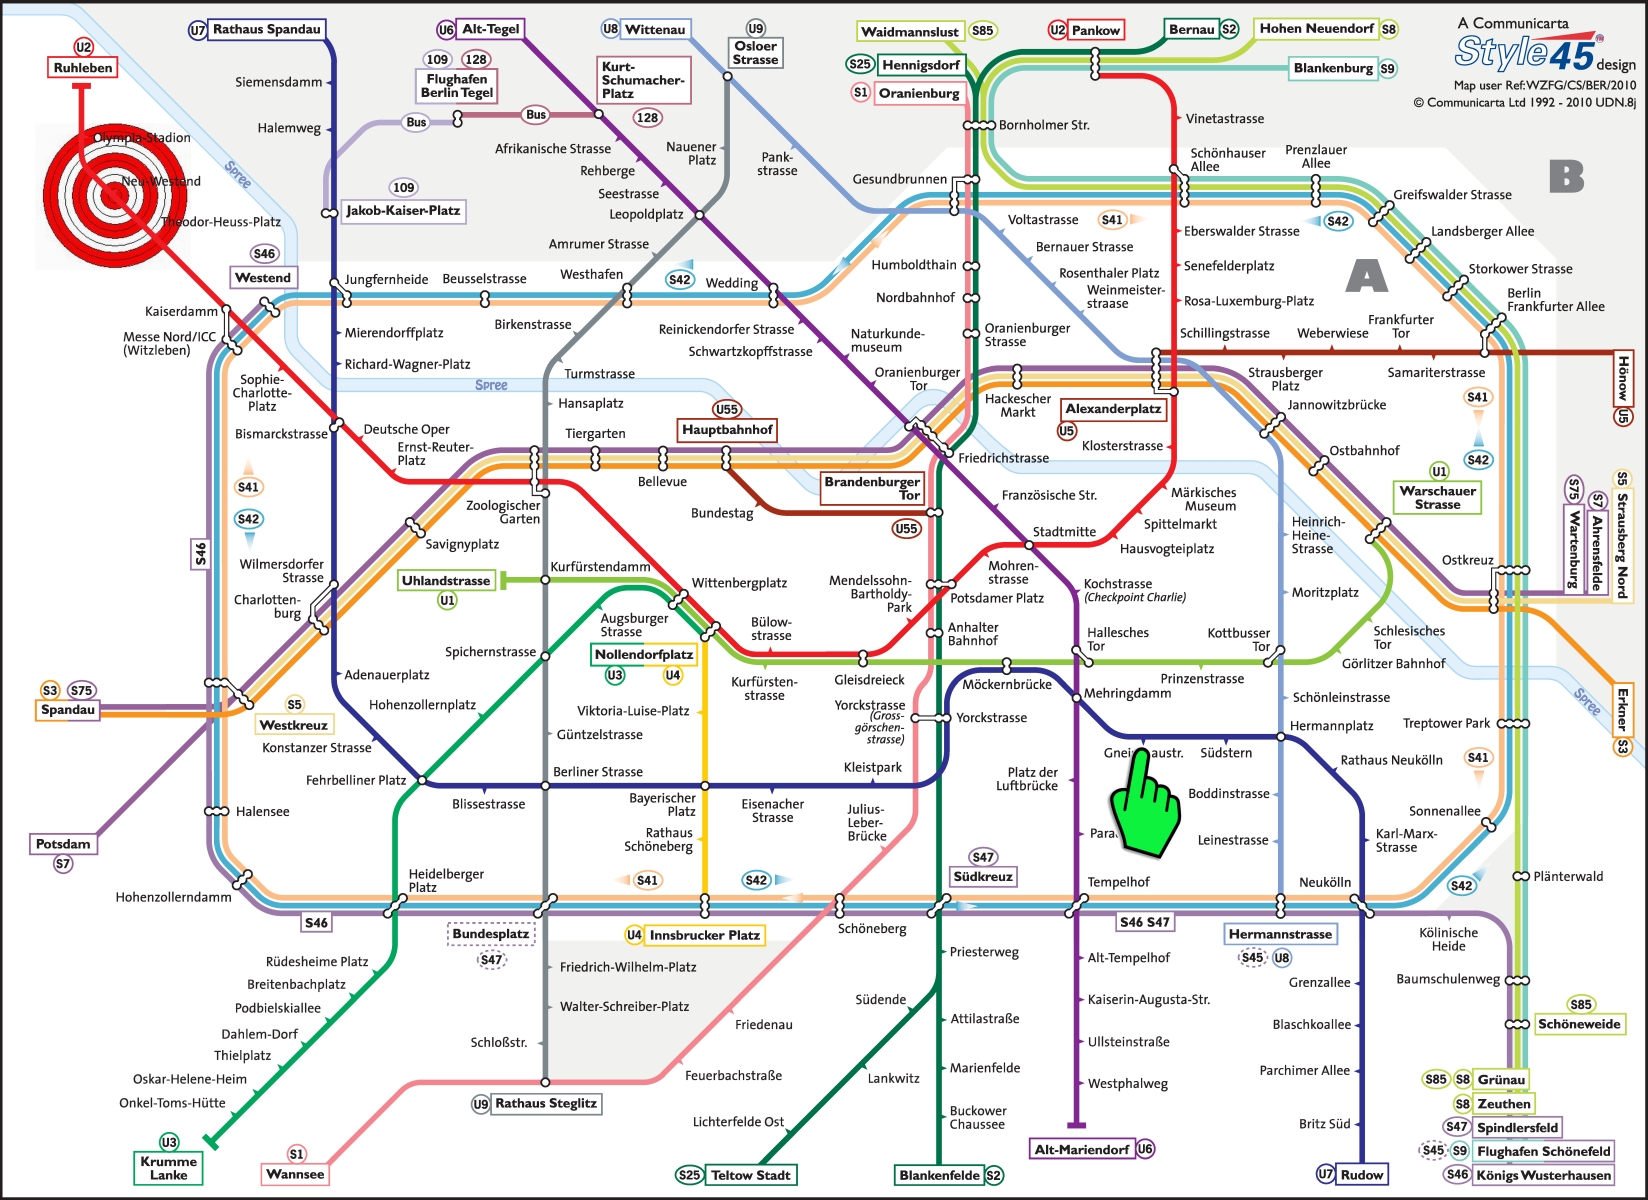 U7 Rathaus Spandau
U6 Alt-Tegel
U8 Wittenau
U9
Osloer
Strasse
Waidmannslust S85
U2 Pankow
Bernau S2
Hohen Neuendorf S8
A Communicarta
Style45 design
Map user Ref:WZFG/CS/BER/2010
© Communicarta Ltd 1992 - 2010 UDN.8j
U2
Ruhleben
S25 Hennigsdorf
S1 Oranienburg
Blankenburg S9
109 128
Flughafen
Berlin Tegel
Kurt-
Schumacher-
Platz
128
Siemensdamm
Halemweg
Bus
Bus
Olympia-Stadion
Neu-Westend
Theodor-Heuss-Platz
Spree
109
Jakob-Kaiser-Platz
Afrikanische Strasse
Rehberge
Seestrasse
Leopoldplatz
Nauener
Platz
Pank-
strasse
Bornholmer Str.
Vinetastrasse
Gesundbrunnen
Schönhauser
Allee
Prenzlauer
Allee
B
Greifswalder Strasse
Voltastrasse
S41
S42
Landsberger Allee
Amrumer Strasse
Bernauer Strasse
Eberswalder Strasse
S46
Westend
Jungfernheide
Beusselstrasse
Westhafen
S42
Wedding
Humboldthain
Rosenthaler Platz
Senefelderplatz
A
Storkower Strasse
Weinmeister-
straase
Nordbahnhof
Rosa-Luxemburg-Platz
Berlin
Frankfurter Allee
Kaiserdamm
Messe Nord/ICC
(Witzleben)
Mierendorffplatz
Birkenstrasse
Reinickendorfer Strasse
Schwartzkopffstrasse
Naturkunde-
museum
Oranienburger
Strasse
Schillingstrasse
Weberwiese
Frankfurter
Tor
Richard-Wagner-Platz
Turmstrasse
Oranienburger
Tor
Strausberger
Platz
Samariterstrasse
Hönow U5
Sophie-
Charlotte-
Platz
Spree
Hansaplatz
U55
Hauptbahnhof
Hackescher
Markt
Alexanderplatz
U5
Jannowitzbrücke
S41
S42
Bismarckstrasse
Deutsche Oper
Ernst-Reuter-
Platz
Tiergarten
Bellevue
Klosterstrasse
Ostbahnhof
Friedrichstrasse
Brandenburger
Tor
U55
S41
S42
Zoologischer
Garten
Bundestag
Französische Str.
Märkisches
Museum
Spittelmarkt
Hausvogteiplatz
U1
Warschauer
Strasse
S75 Wartenburg
S7 Ahrensfelde
S5 Strausberg Nord
Savignyplatz
Stadtmitte
Heinrich-
Heine-
Strasse
Ostkreuz
S46
Wilmersdorfer
Strasse
Charlotten-
burg
Uhlandstrasse
U1
Kurfürstendamm
Wittenbergplatz
Mendelssohn-
Bartholdy-
Park
Mohren-
strasse
Potsdamer Platz
Kochstrasse
(Checkpoint Charlie)
Moritzplatz
Augsburger
Strasse
Bülow-
strasse
Anhalter
Bahnhof
Hallesches
Tor
Kottbusser
Tor
Schlesisches
Tor
Görlitzer Bahnhof
Spichernstrasse
Nollendorfplatz
U3 U4
Kurfürsten-
strasse
Gleisdreieck
Möckernbrücke
Prinzenstrasse
Adenauerplatz
S3 S75
Spandau
S5
Westkreuz
Hohenzollernplatz
Viktoria-Luise-Platz
Güntzelstrasse
Yorckstrasse
(Gross-
görschen-
strasse)
Yorckstrasse
Mehringdamm
Schönleinstrasse
Hermannplatz
Treptower Park
Spree
Erkner S3
Konstanzer Strasse
Fehrbelliner Platz
Berliner Strasse
Kleistpark
Südstern
Rathaus Neukölln
S41
Blissestrasse
Bayerischer
Platz
Eisenacher
Strasse
Platz der
Luftbrücke
Boddinstrasse
Halensee
Julius-
Leber-
Brücke
Sonnenallee
Potsdam
S7
Rathaus
Schöneberg
Leinestrasse
Karl-Marx-
Strasse
Hohenzollerndamm
Heidelberger
Platz
S41
S42
S47
Südkreuz
Tempelhof
Neukölln
S42
Plänterwald
S46
Bundesplatz
S47
U4 Innsbrucker Platz
Schöneberg
S46 S47
Hermannstrasse
S45 U8
Kölinische
Heide
Rüdesheime Platz
Breitenbachplatz
Podbielskiallee
Dahlem-Dorf
Thielplatz
Oskar-Helene-Heim
Onkel-Toms-Hütte
Friedrich-Wilhelm-Platz
Walter-Schreiber-Platz
Schloßstr.
Priesterweg
Südende
Attilastraße
Alt-Tempelhof
Kaiserin-Augusta-Str.
Ullsteinstraße
Westphalweg
Grenzallee
Blaschkoallee
Parchimer Allee
Britz Süd
Baumschulenweg
S85
Schöneweide
Friedenau
Feuerbachstraße
Lankwitz
Marienfelde
Lichterfelde Ost
Buckower
Chaussee
U9 Rathaus Steglitz
S85 S8 Grünau
S8 Zeuthen
S47 Spindlersfeld
S45 S9 Flughafen Schönefeld
S46 Königs Wusterhausen
U3
Krumme
Lanke
S1
Wannsee
S25 Teltow Stadt
Blankenfelde S2
Alt-Mariendorf U6
U7 Rudow